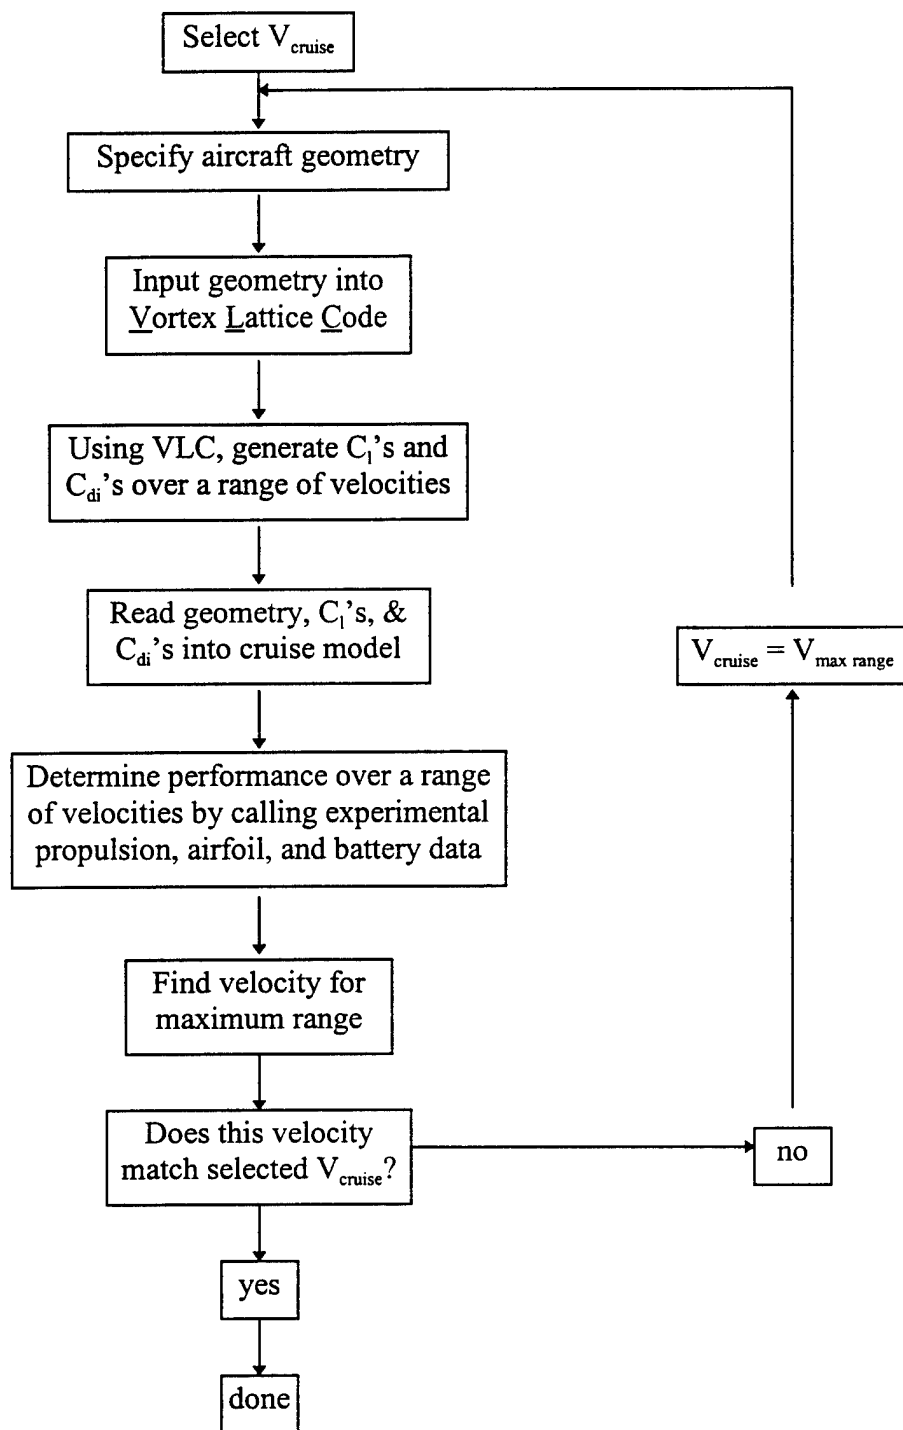 Select V_cruise
Specify aircraft geometry
Input geometry into
Vortex Lattice Code
Using VLC, generate C_l's and
C_di's over a range of velocities
Read geometry, C_l's, &
C_di's into cruise model
V_cruise = V_max range
Determine performance over a range
of velocities by calling experimental
propulsion, airfoil, and battery data
Find velocity for
maximum range
Does this velocity
match selected V_cruise?
no
yes
done